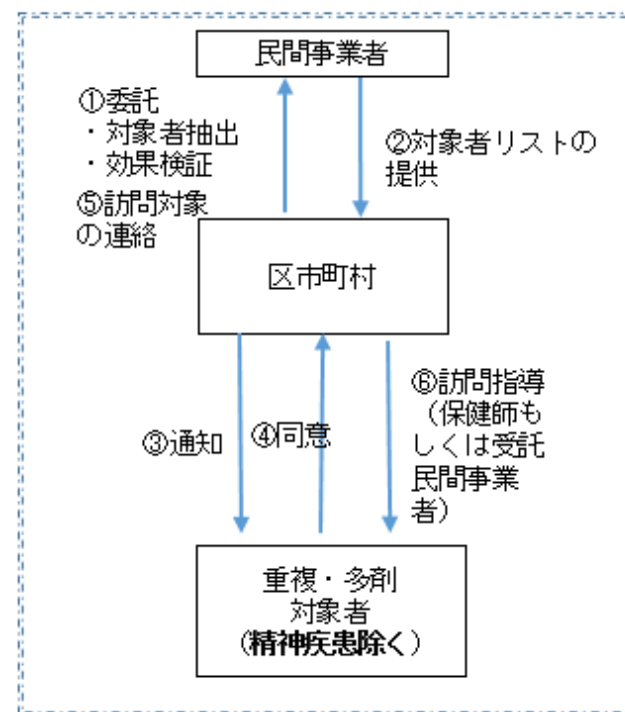 民間事業者
①委託
・対象者抽出
・効果検証
②対象者リストの
提供
⑤訪問対象
の連絡
区市町村
③通知
④同意
⑥訪問指導
（保健師も
しくは受託
民間事業
者）
重複・多剤
対象者
（精神疾患除く）